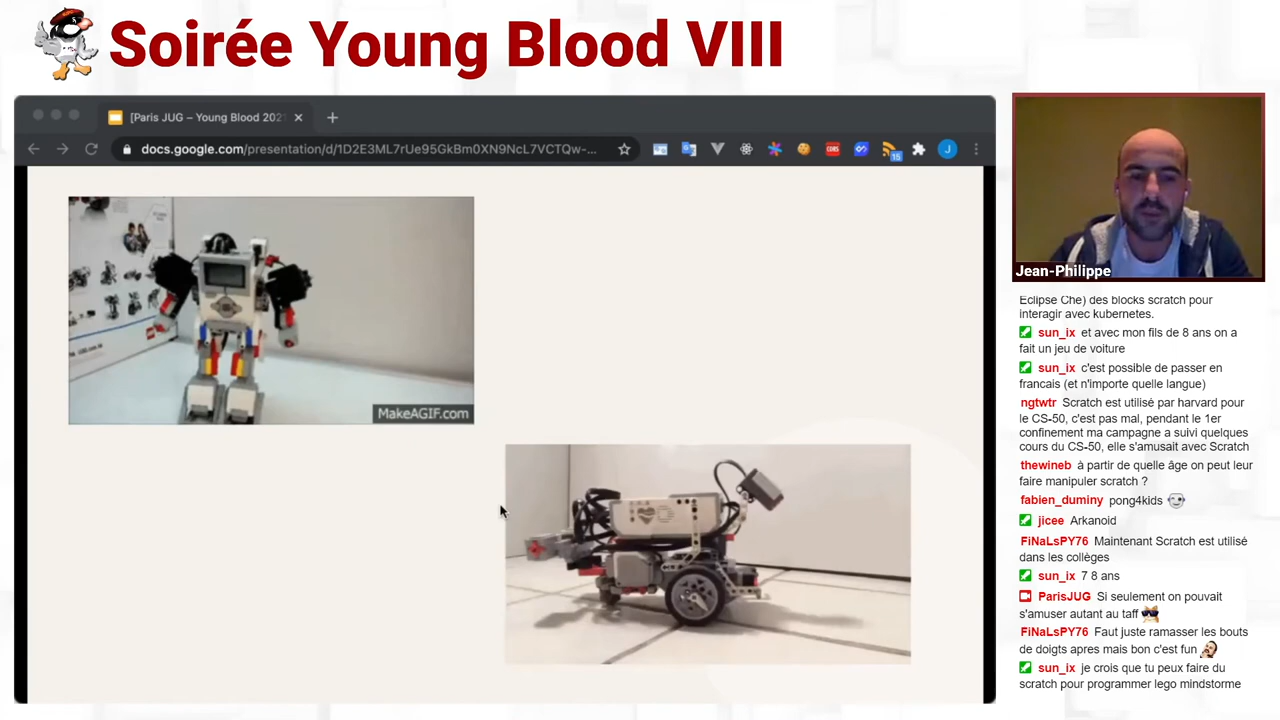 Soirée Young Blood VIII
[Paris JUG – Young Blood 202
docs.google.com/presentation/d/1D2E3ML7rUe95GkBm0XN9NcL7VCTQw-...
CORS
15
J
MakeAGIF.com
Jean-Philippe
Eclipse Che) des blocks scratch pour
interagir avec kubernetes.
sun_ix et avec mon fils de 8 ans on a
fait un jeu de voiture
sun_ix c'est possible de passer en
francais (et n'importe quelle langue)
ngtwtr Scratch est utilisé par harvard pour
le CS-50, c'est pas mal, pendant le 1er
confinement ma campagne a suivi quelques
cours du CS-50, elle s'amusait avec Scratch
thewineb à partir de quelle âge on peut leur
faire manipuler scratch ?
fabien_duminy pong4kids
jicee Arkanoid
FiNaLsPY76 Maintenant Scratch est utilisé
dans les collèges
sun_ix 7 8 ans
ParisJUG Si seulement on pouvait
s'amuser autant au taff
FiNaLsPY76 Faut juste ramasser les bouts
de doigts apres mais bon c'est fun
sun_ix je crois que tu peux faire du
scratch pour programmer lego mindstorme